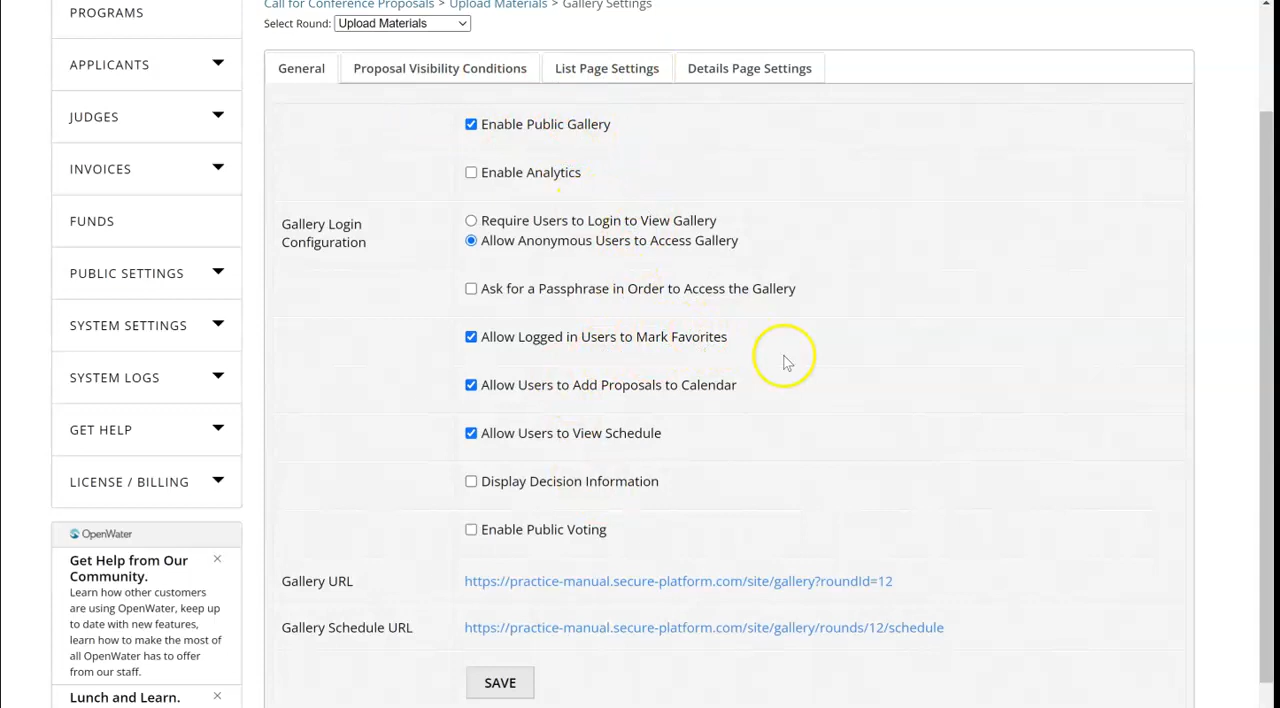 Call for Conference Proposals > Upload Materials > Gallery Settings
Select Round: Upload Materials
PROGRAMS
APPLICANTS
JUDGES
INVOICES
FUNDS
PUBLIC SETTINGS
SYSTEM SETTINGS
SYSTEM LOGS
GET HELP
LICENSE / BILLING
OpenWater
Get Help from Our
Community.
Learn how other customers
are using OpenWater, keep up
to date with new features,
learn how to make the most of
all OpenWater has to offer
from our staff.
Lunch and Learn.
General
Proposal Visibility Conditions
List Page Settings
Details Page Settings
Enable Public Gallery
Enable Analytics
Gallery Login
Configuration
Require Users to Login to View Gallery
Allow Anonymous Users to Access Gallery
Ask for a Passphrase in Order to Access the Gallery
Allow Logged in Users to Mark Favorites
Allow Users to Add Proposals to Calendar
Allow Users to View Schedule
Display Decision Information
Enable Public Voting
Gallery URL
https://practice-manual.secure-platform.com/site/gallery?roundId=12
Gallery Schedule URL
https://practice-manual.secure-platform.com/site/gallery/rounds/12/schedule
SAVE